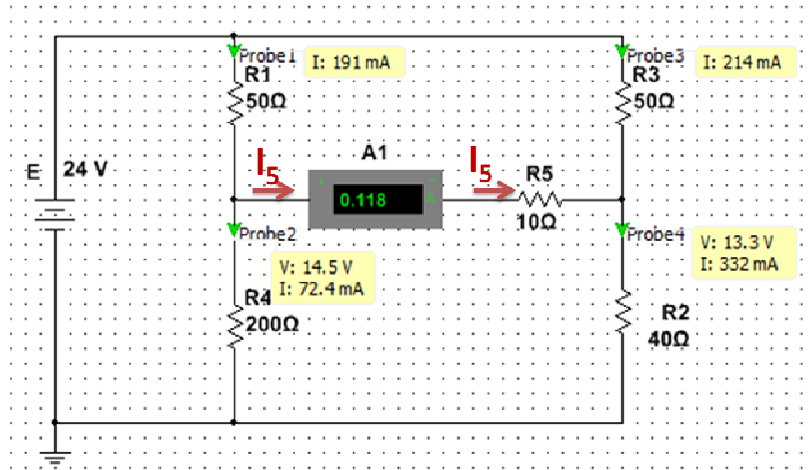 Probe1
I: 191 mA
R1
50Ω
Probe3
I: 214 mA
R3
50Ω
E 24 V
I5
A1
0.118
A
I5
R5
10Ω
Probe2
V: 14.5 V
I: 72.4 mA
R4
200Ω
Probe4
V: 13.3 V
I: 332 mA
R2
40Ω